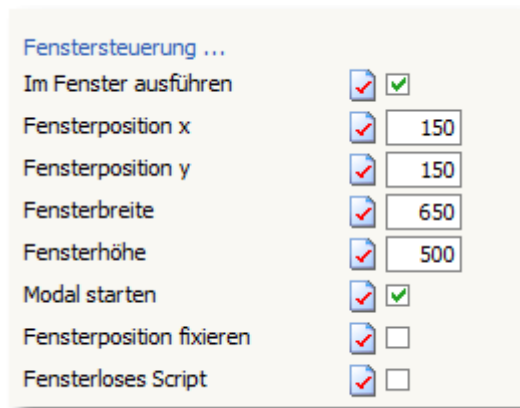 Fenstersteuerung ...
Im Fenster ausführen
Fensterposition x 150
Fensterposition y 150
Fensterbreite 650
Fensterhöhe 500
Modal starten
Fensterposition fixieren
Fensterloses Script